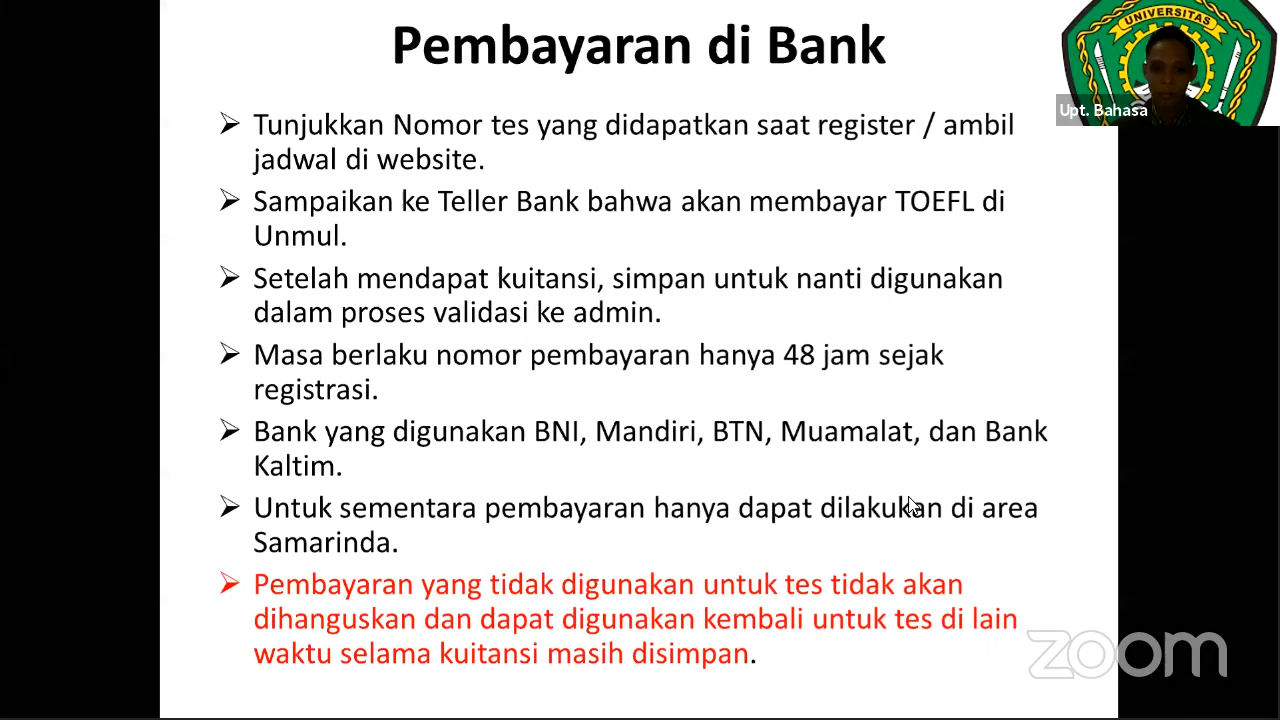 Pembayaran di Bank
UNIVERSITAS
Upt. Bahasa
Tunjukkan Nomor tes yang didapatkan saat register / ambil
jadwal di website.
Sampaikan ke Teller Bank bahwa akan membayar TOEFL di
Unmul.
Setelah mendapat kuitansi, simpan untuk nanti digunakan
dalam proses validasi ke admin.
Masa berlaku nomor pembayaran hanya 48 jam sejak
registrasi.
Bank yang digunakan BNI, Mandiri, BTN, Muamalat, dan Bank
Kaltim.
Untuk sementara pembayaran hanya dapat dilakukan di area
Samarinda.
Pembayaran yang tidak digunakan untuk tes tidak akan
dihanguskan dan dapat digunakan kembali untuk tes di lain
waktu selama kuitansi masih disimpan.
zoom